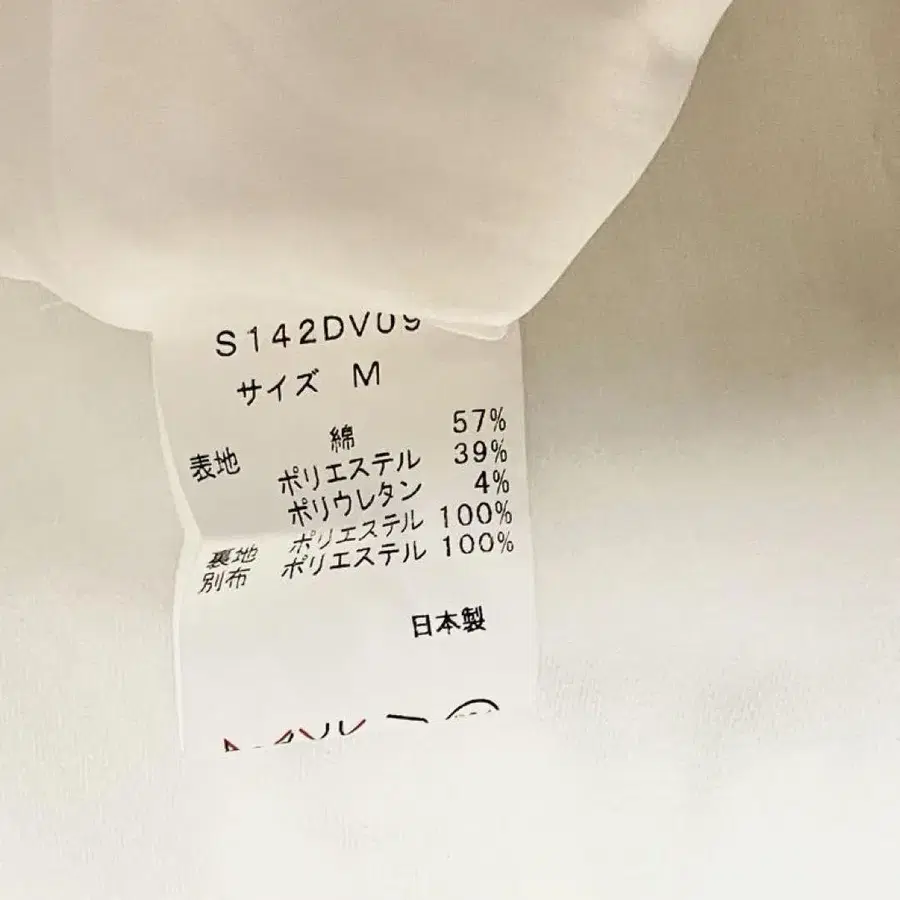 S142DV09
サイズ M
表地 綿 57%
ポリエステル 39%
ポリウレタン 4%
裏地 ポリエステル 100%
別布 ポリエステル 100%
日本製